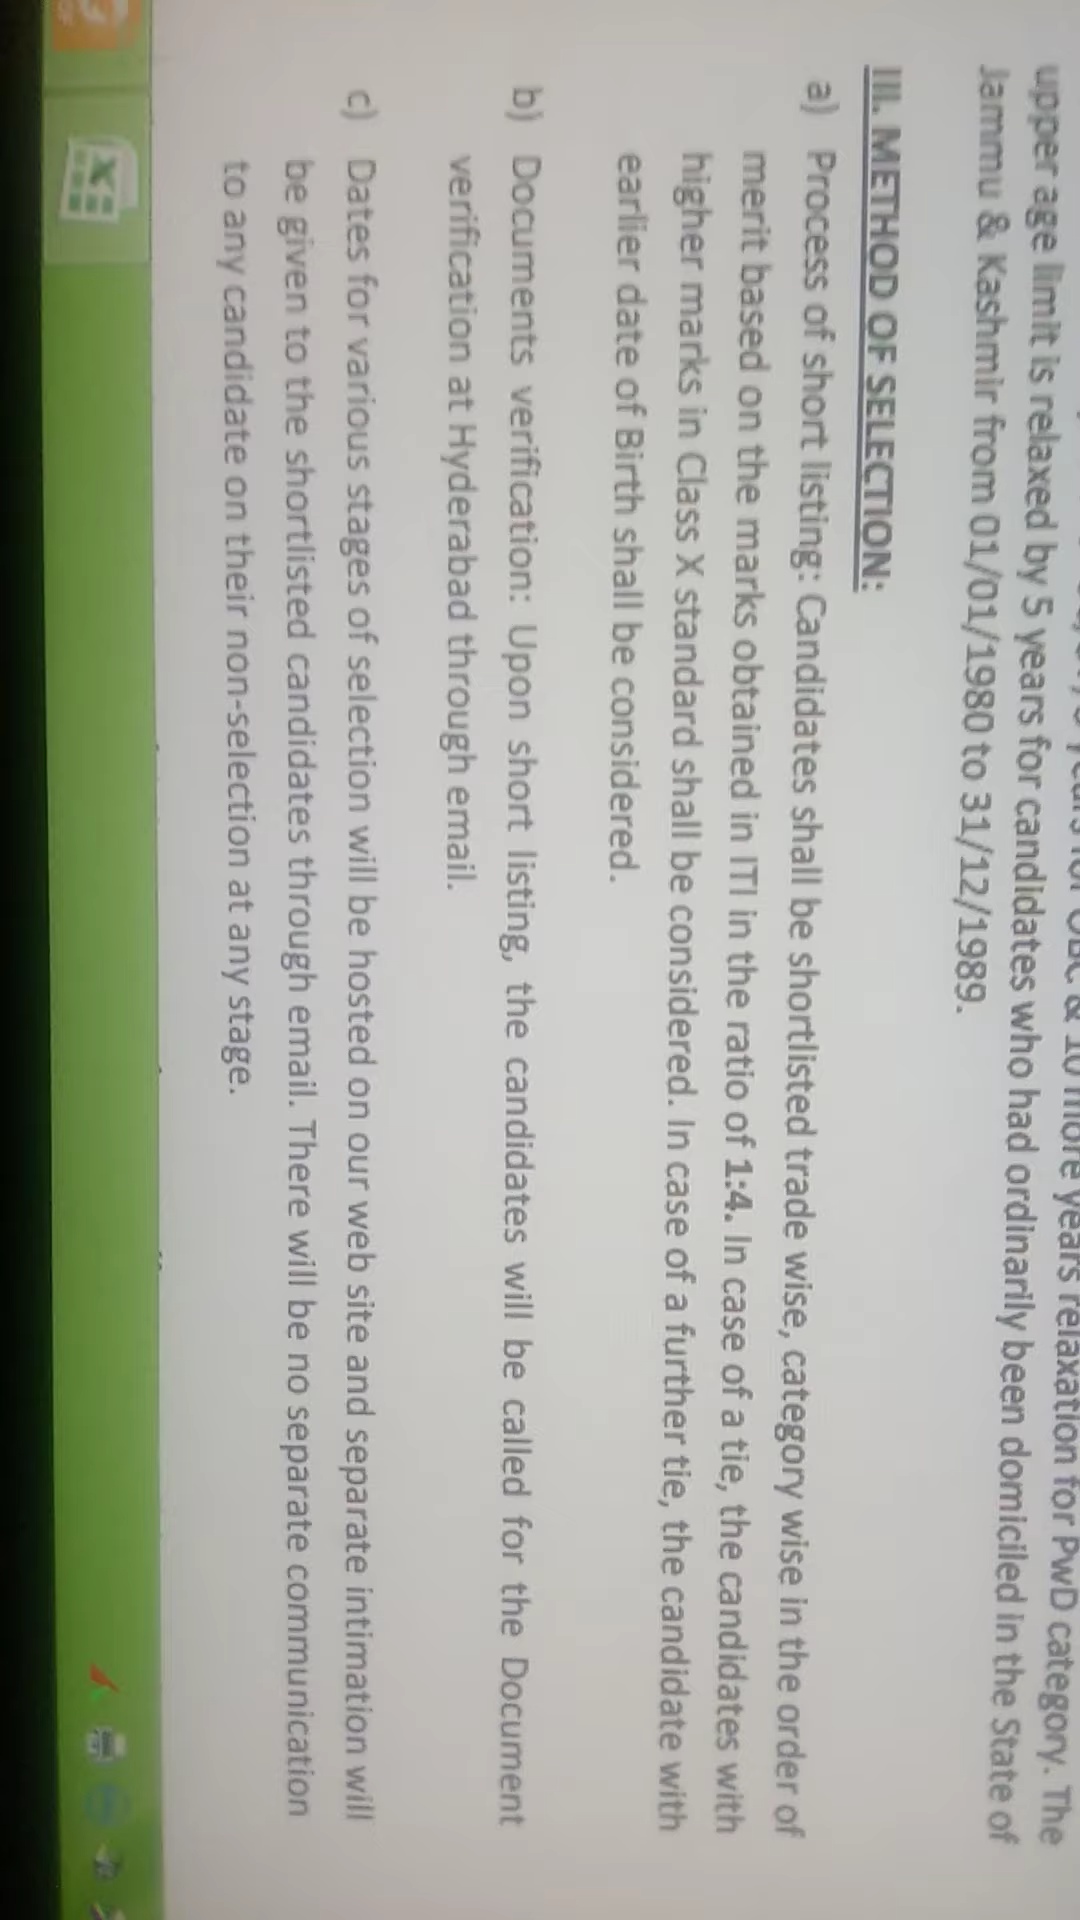 & 10 more years relaxation for PwD category. The
upper age limit is relaxed by 5 years for candidates who had ordinarily been domiciled in the State of
Jammu & Kashmir from 01/01/1980 to 31/12/1989.
III. METHOD OF SELECTION:
a) Process of short listing: Candidates shall be shortlisted trade wise, category wise in the order of
merit based on the marks obtained in ITI in the ratio of 1:4. In case of a tie, the candidates with
higher marks in Class X standard shall be considered. In case of a further tie, the candidate with
earlier date of Birth shall be considered.
b) Documents verification: Upon short listing, the candidates will be called for the Document
verification at Hyderabad through email.
c) Dates for various stages of selection will be hosted on our web site and separate intimation will
be given to the shortlisted candidates through email. There will be no separate communication
to any candidate on their non-selection at any stage.